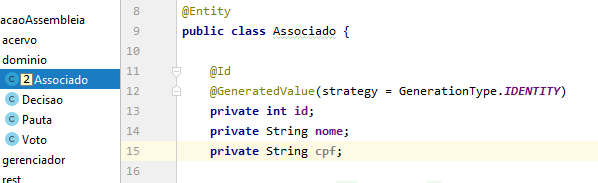 acaoAssembleia
acervo
dominio
2 Associado
Decisao
Pauta
Voto
gerenciador
rest
8 @Entity
9 public class Associado {
10
11 @Id
12 @GeneratedValue(strategy = GenerationType.IDENTITY)
13 private int id;
14 private String nome;
15 private String cpf;
16